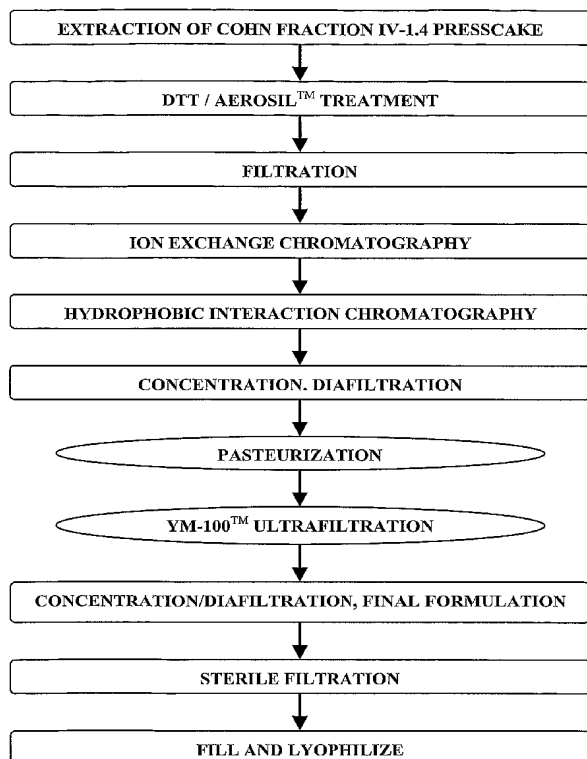 EXTRACTION OF COHN FRACTION IV-1.4 PRESSCAKE
DTT / AEROSIL™ TREATMENT
FILTRATION
ION EXCHANGE CHROMATOGRAPHY
HYDROPHOBIC INTERACTION CHROMATOGRAPHY
CONCENTRATION. DIAFILTRATION
PASTEURIZATION
YM-100™ ULTRAFILTRATION
CONCENTRATION/DIAFILTRATION, FINAL FORMULATION
STERILE FILTRATION
FILL AND LYOPHILIZE